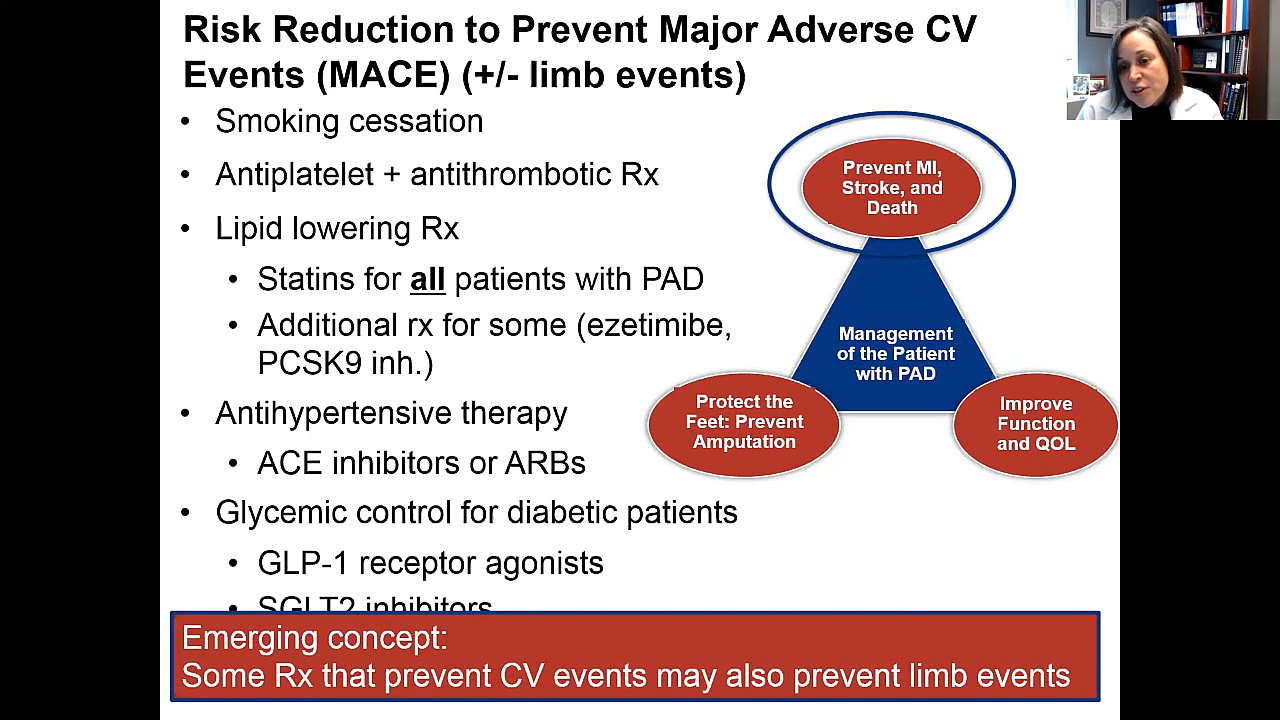 Risk Reduction to Prevent Major Adverse CV
Events (MACE) (+/- limb events)
• Smoking cessation
• Antiplatelet + antithrombotic Rx
• Lipid lowering Rx
• Statins for all patients with PAD
• Additional rx for some (ezetimibe,
PCSK9 inh.)
• Antihypertensive therapy
• ACE inhibitors or ARBs
• Glycemic control for diabetic patients
• GLP-1 receptor agonists
• SGLT2 inhibitors
Emerging concept:
Some Rx that prevent CV events may also prevent limb events
Prevent MI,
Stroke, and
Death
Management
of the Patient
with PAD
Protect the
Feet: Prevent
Amputation
Improve
Function
and QOL